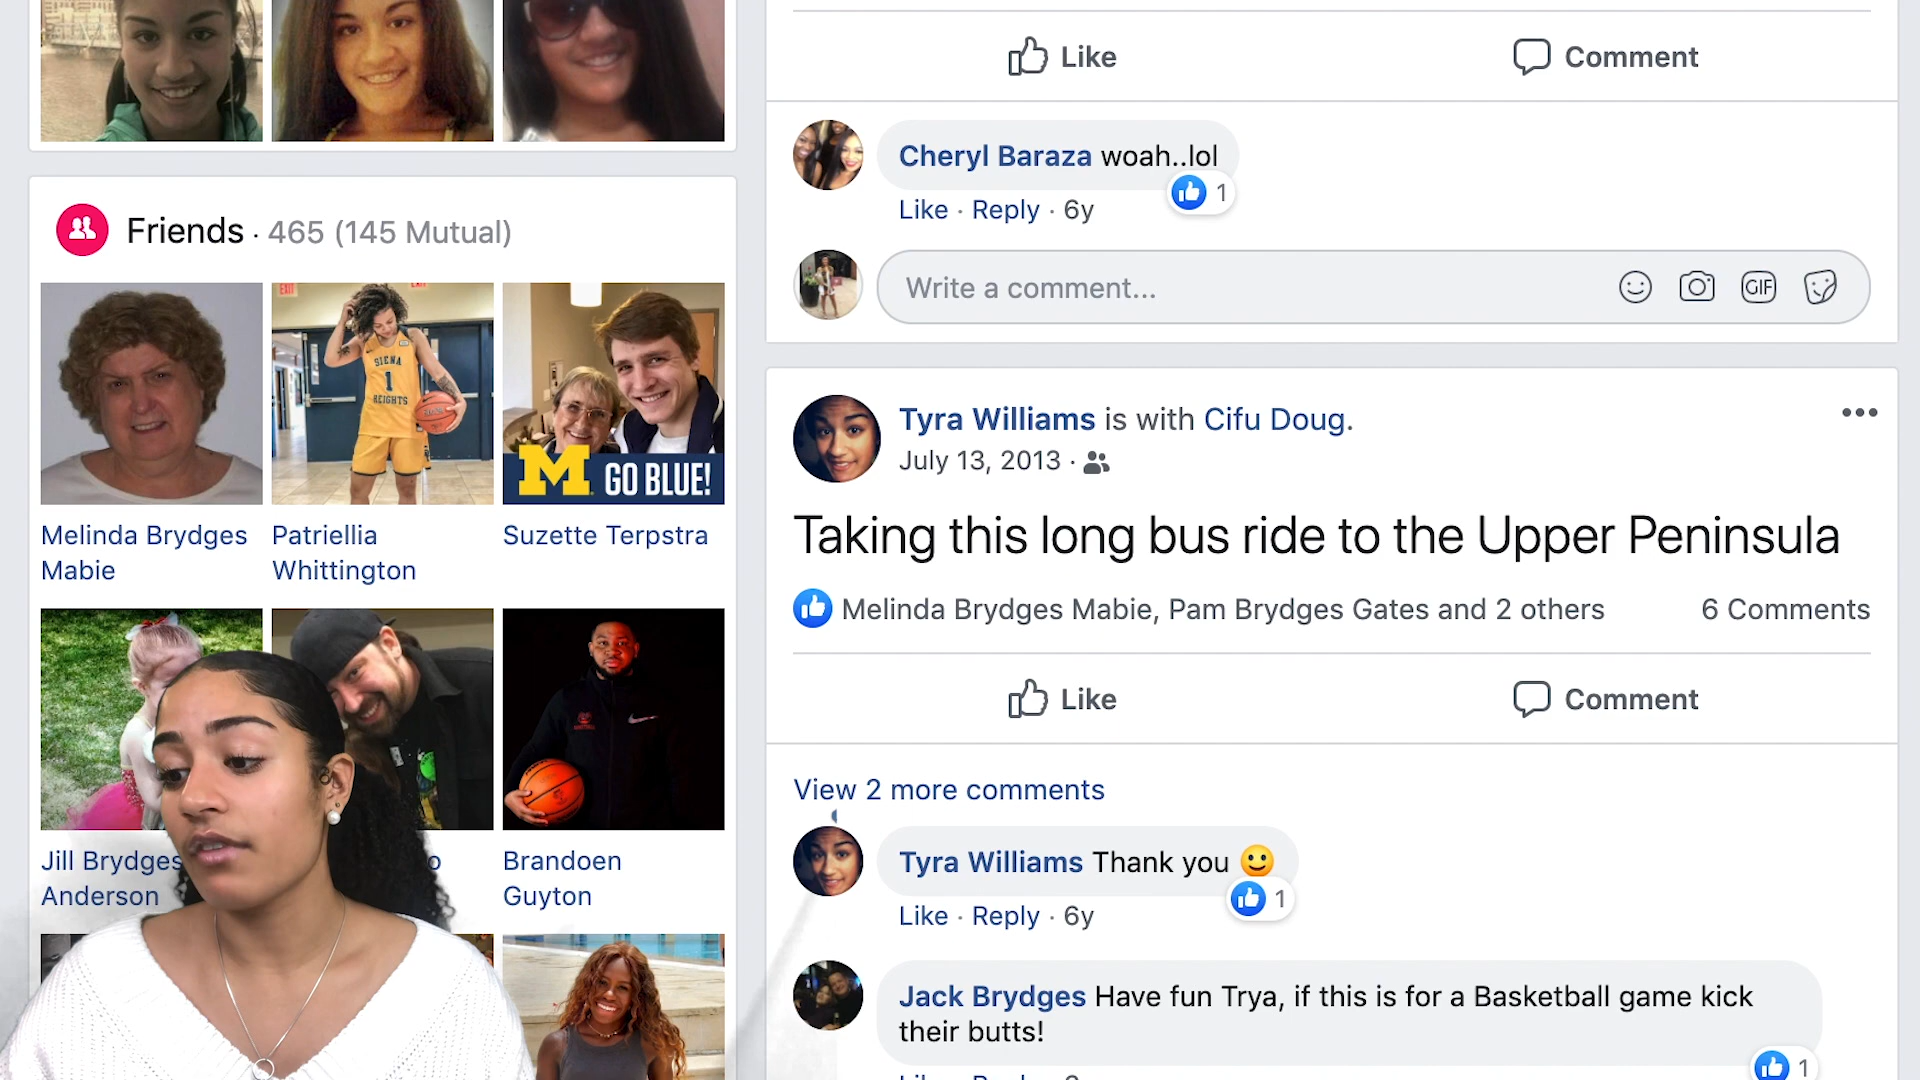 Like
Comment
Cheryl Baraza woah..lol
1
Like · Reply · 6y
Write a comment...
GIF
Friends · 465 (145 Mutual)
EXIT
SIENA
1
HEIGHTS
M GO BLUE!
Melinda Brydges
Mabie
Patriellia
Whittington
Suzette Terpstra
Jill Brydges
Anderson
o
Brandoen
Guyton
Tyra Williams is with Cifu Doug.
July 13, 2013 ·
Taking this long bus ride to the Upper Peninsula
Melinda Brydges Mabie, Pam Brydges Gates and 2 others
6 Comments
Like
Comment
View 2 more comments
Tyra Williams Thank you
1
Like · Reply · 6y
Jack Brydges Have fun Trya, if this is for a Basketball game kick
their butts!
1